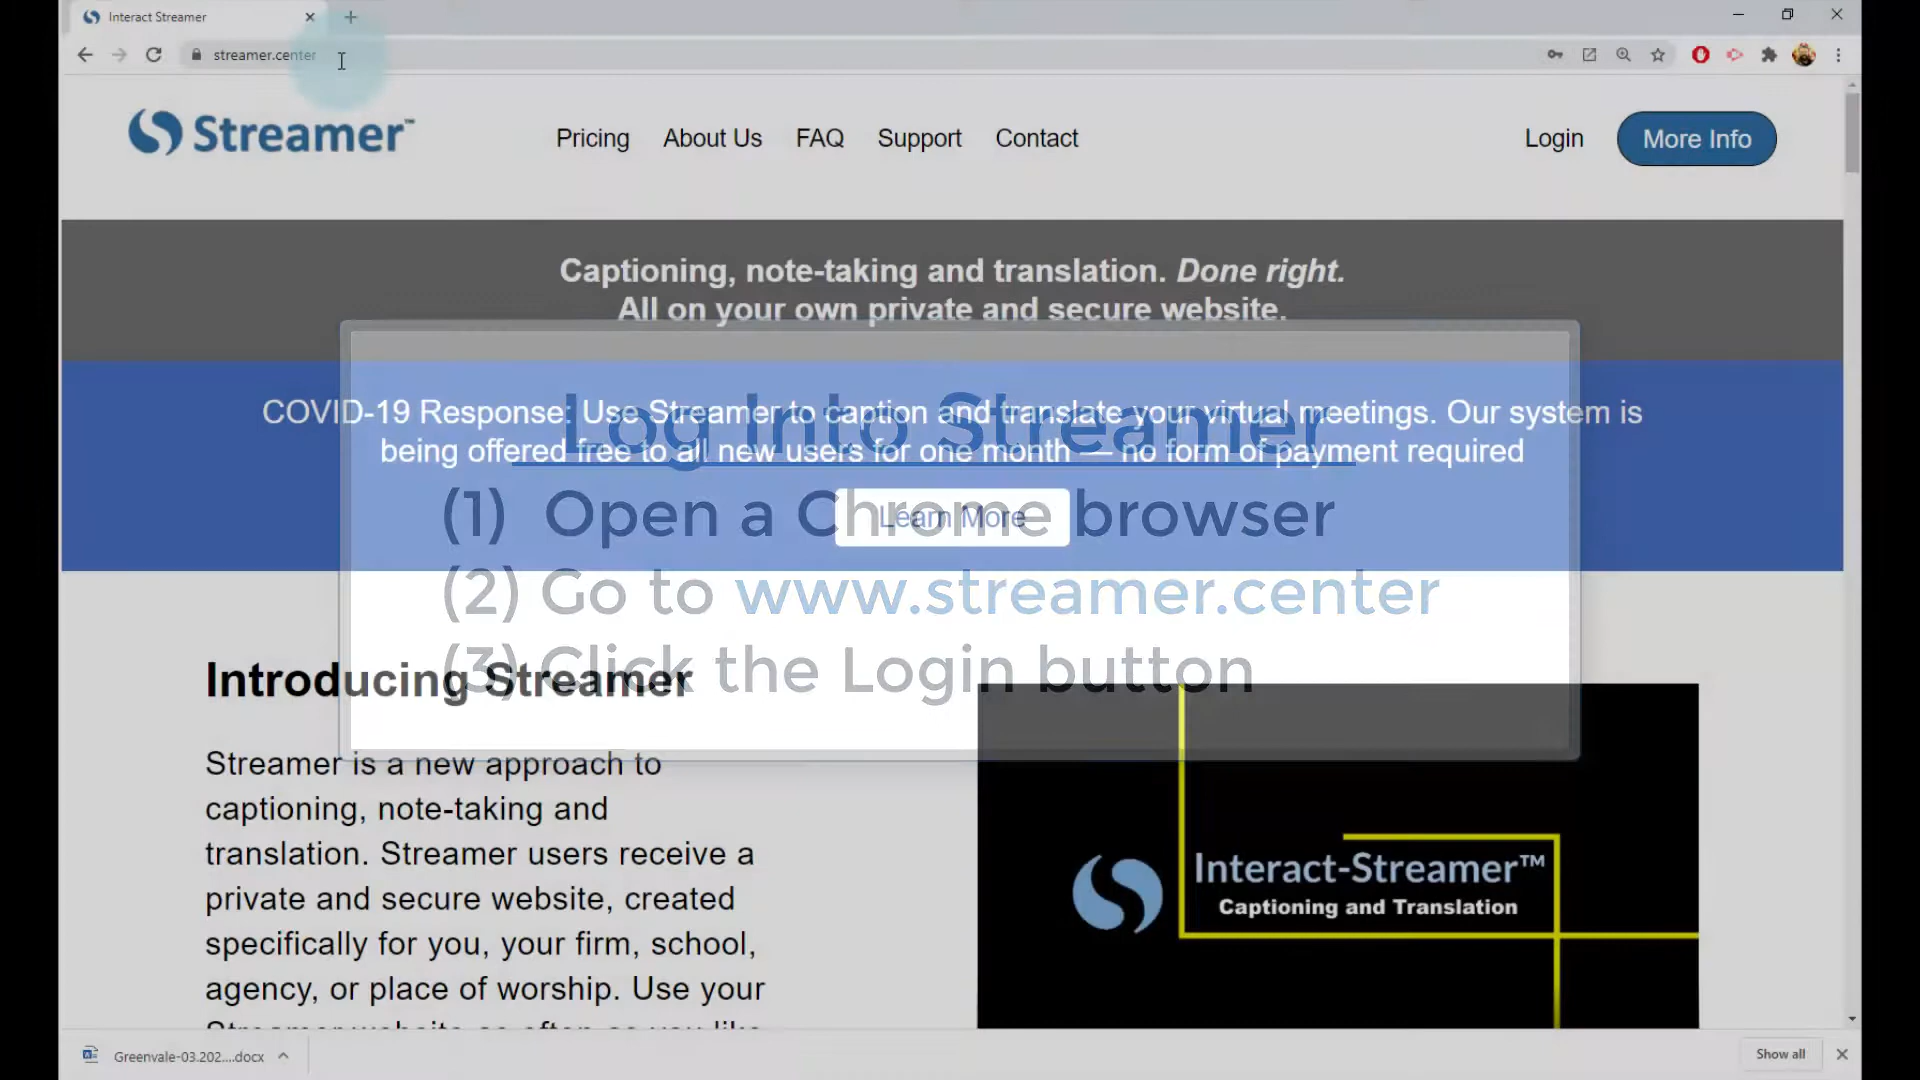 Interact Streamer
streamer.center
Streamer™
Pricing About Us FAQ Support Contact
Login More Info
Captioning, note-taking and translation. Done right.
All on your own private and secure website.
COVID-19 Response: Use Streamer to caption and translate your virtual meetings. Our system is
being offered free to all new users for one month — no form of payment required
Learn More
Log Into Streamer
(1) Open a Chrome browser
(2) Go to www.streamer.center
(3) Click the Login button
Introducing Streamer
Streamer is a new approach to
captioning, note-taking and
translation. Streamer users receive a
private and secure website, created
specifically for you, your firm, school,
agency, or place of worship. Use your
Streamer website as often as you like
Interact-Streamer™
Captioning and Translation
Greenvale-03.202....docx
Show all